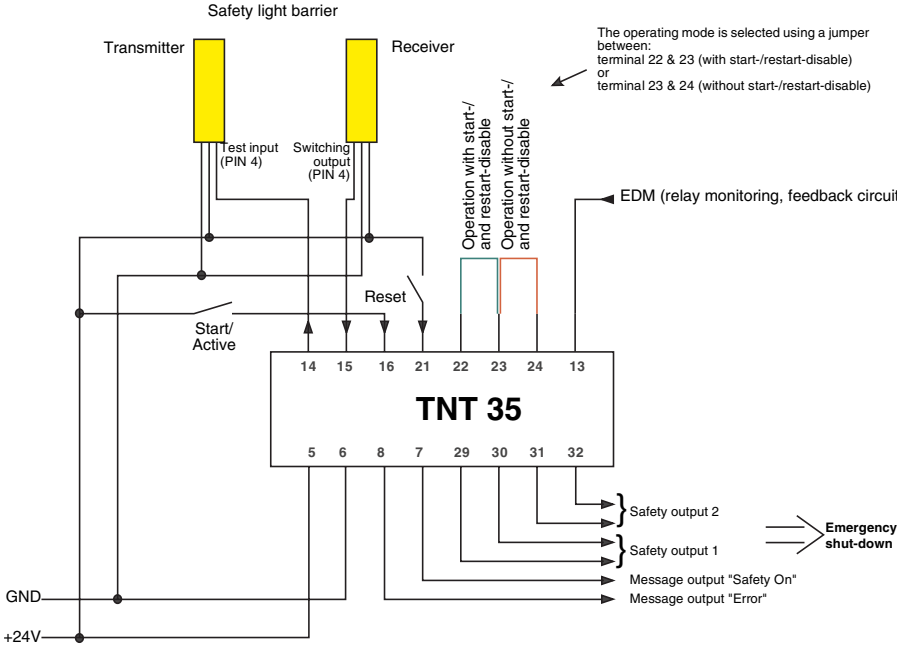 Safety light barrier
Transmitter
Receiver
The operating mode is selected using a jumper
between:
terminal 22 & 23 (with start-/restart-disable)
or
terminal 23 & 24 (without start-/restart-disable)
Test input
(PIN 4)
Switching
output
(PIN 4)
Operation with start-/
and restart-disable
Operation without start-/
and restart-disable
EDM (relay monitoring, feedback circuit
Reset
Start/
Active
14 15 16 21 22 23 24 13
TNT 35
5 6 8 7 29 30 31 32
Safety output 2
Safety output 1
Emergency
shut-down
Message output "Safety On"
Message output "Error"
GND
+24V